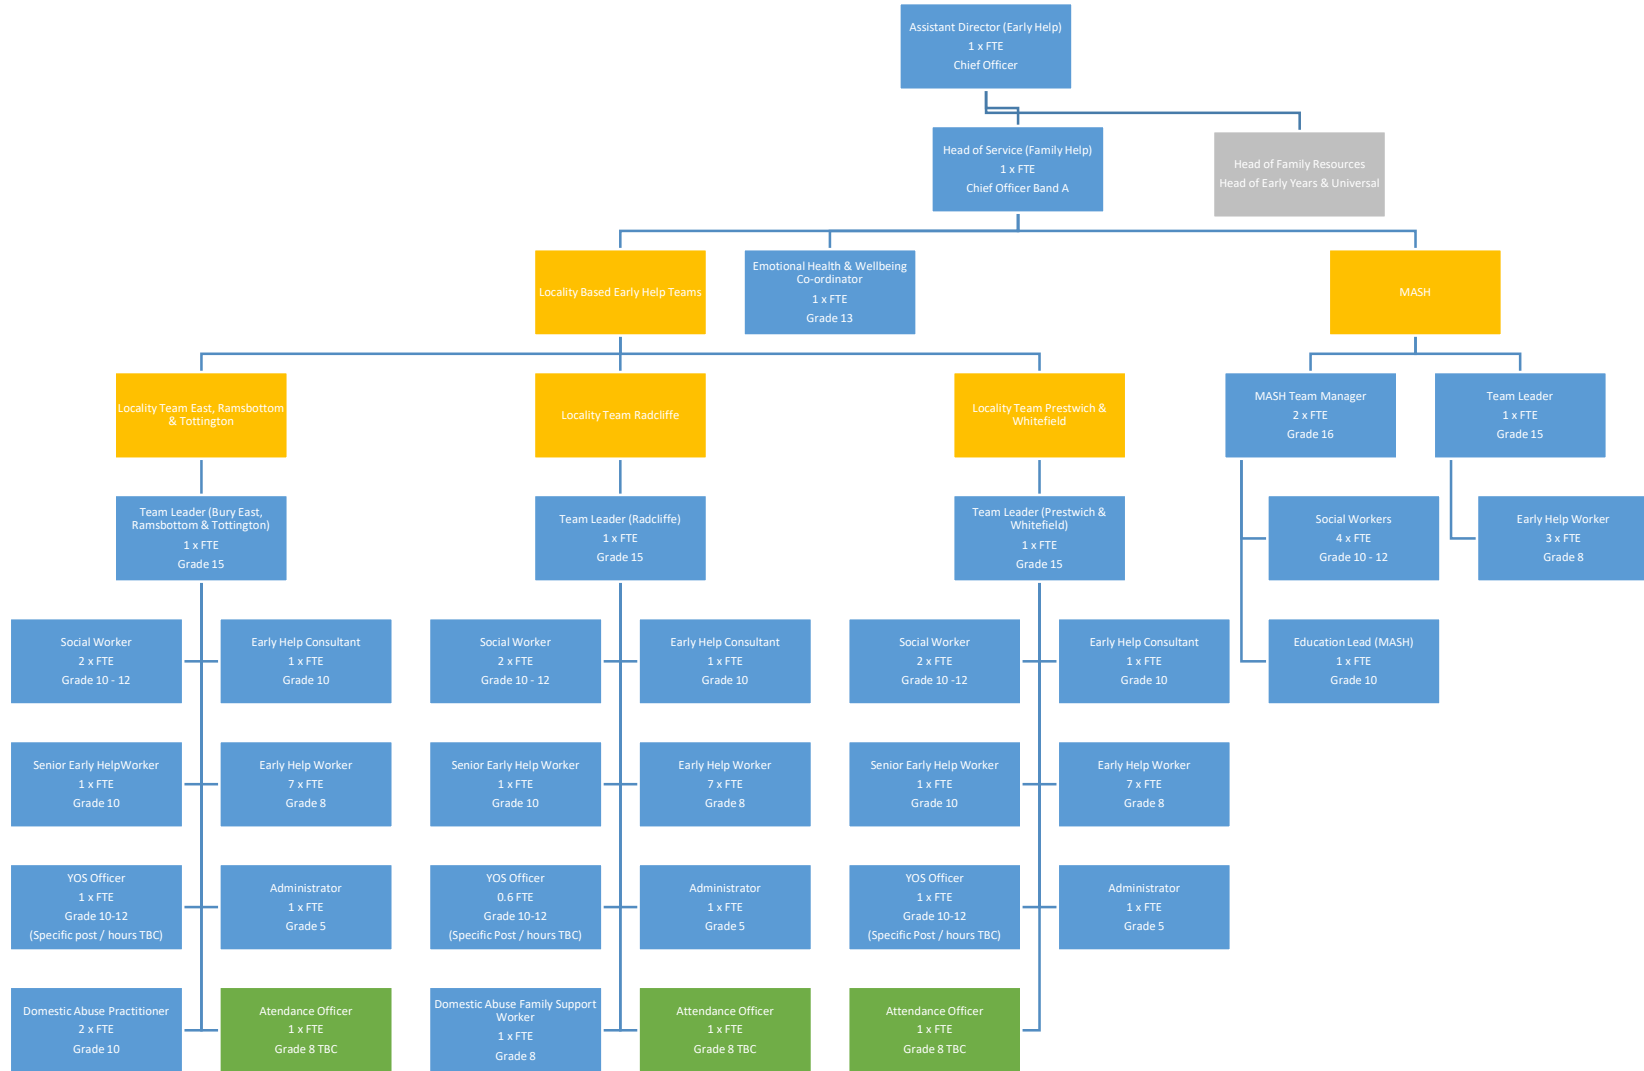 Assistant Director (Early Help)
1 x FTE
Chief Officer
Head of Service (Family Help)
1 x FTE
Chief Officer Band A
Head of Family Resources
Head of Early Years & Universal
Locality Based Early Help Teams
Emotional Health & Wellbeing
Co-ordinator
1 x FTE
Grade 13
MASH
Locality Team East, Ramsbottom
& Tottington
Locality Team Radcliffe
Locality Team Prestwich &
Whitefield
MASH Team Manager
2 x FTE
Grade 16
Team Leader
1 x FTE
Grade 15
Team Leader (Bury East,
Ramsbottom & Tottington)
1 x FTE
Grade 15
Team Leader (Radcliffe)
1 x FTE
Grade 15
Team Leader (Prestwich &
Whitefield)
1 x FTE
Grade 15
Social Workers
4 x FTE
Grade 10 - 12
Early Help Worker
3 x FTE
Grade 8
Social Worker
2 x FTE
Grade 10 - 12
Early Help Consultant
1 x FTE
Grade 10
Social Worker
2 x FTE
Grade 10 - 12
Early Help Consultant
1 x FTE
Grade 10
Social Worker
2 x FTE
Grade 10 -12
Early Help Consultant
1 x FTE
Grade 10
Education Lead (MASH)
1 x FTE
Grade 10
Senior Early HelpWorker
1 x FTE
Grade 10
Early Help Worker
7 x FTE
Grade 8
Senior Early Help Worker
1 x FTE
Grade 10
Early Help Worker
7 x FTE
Grade 8
Senior Early Help Worker
1 x FTE
Grade 10
Early Help Worker
7 x FTE
Grade 8
YOS Officer
1 x FTE
Grade 10-12
(Specific post / hours TBC)
Administrator
1 x FTE
Grade 5
YOS Officer
0.6 FTE
Grade 10-12
(Specific Post / hours TBC)
Administrator
1 x FTE
Grade 5
YOS Officer
1 x FTE
Grade 10-12
(Specific post / hours TBC)
Administrator
1 x FTE
Grade 5
Domestic Abuse Practitioner
2 x FTE
Grade 10
Atendance Officer
1 x FTE
Grade 8 TBC
Domestic Abuse Family Support
Worker
1 x FTE
Grade 8
Attendance Officer
1 x FTE
Grade 8 TBC
Attendance Officer
1 x FTE
Grade 8 TBC